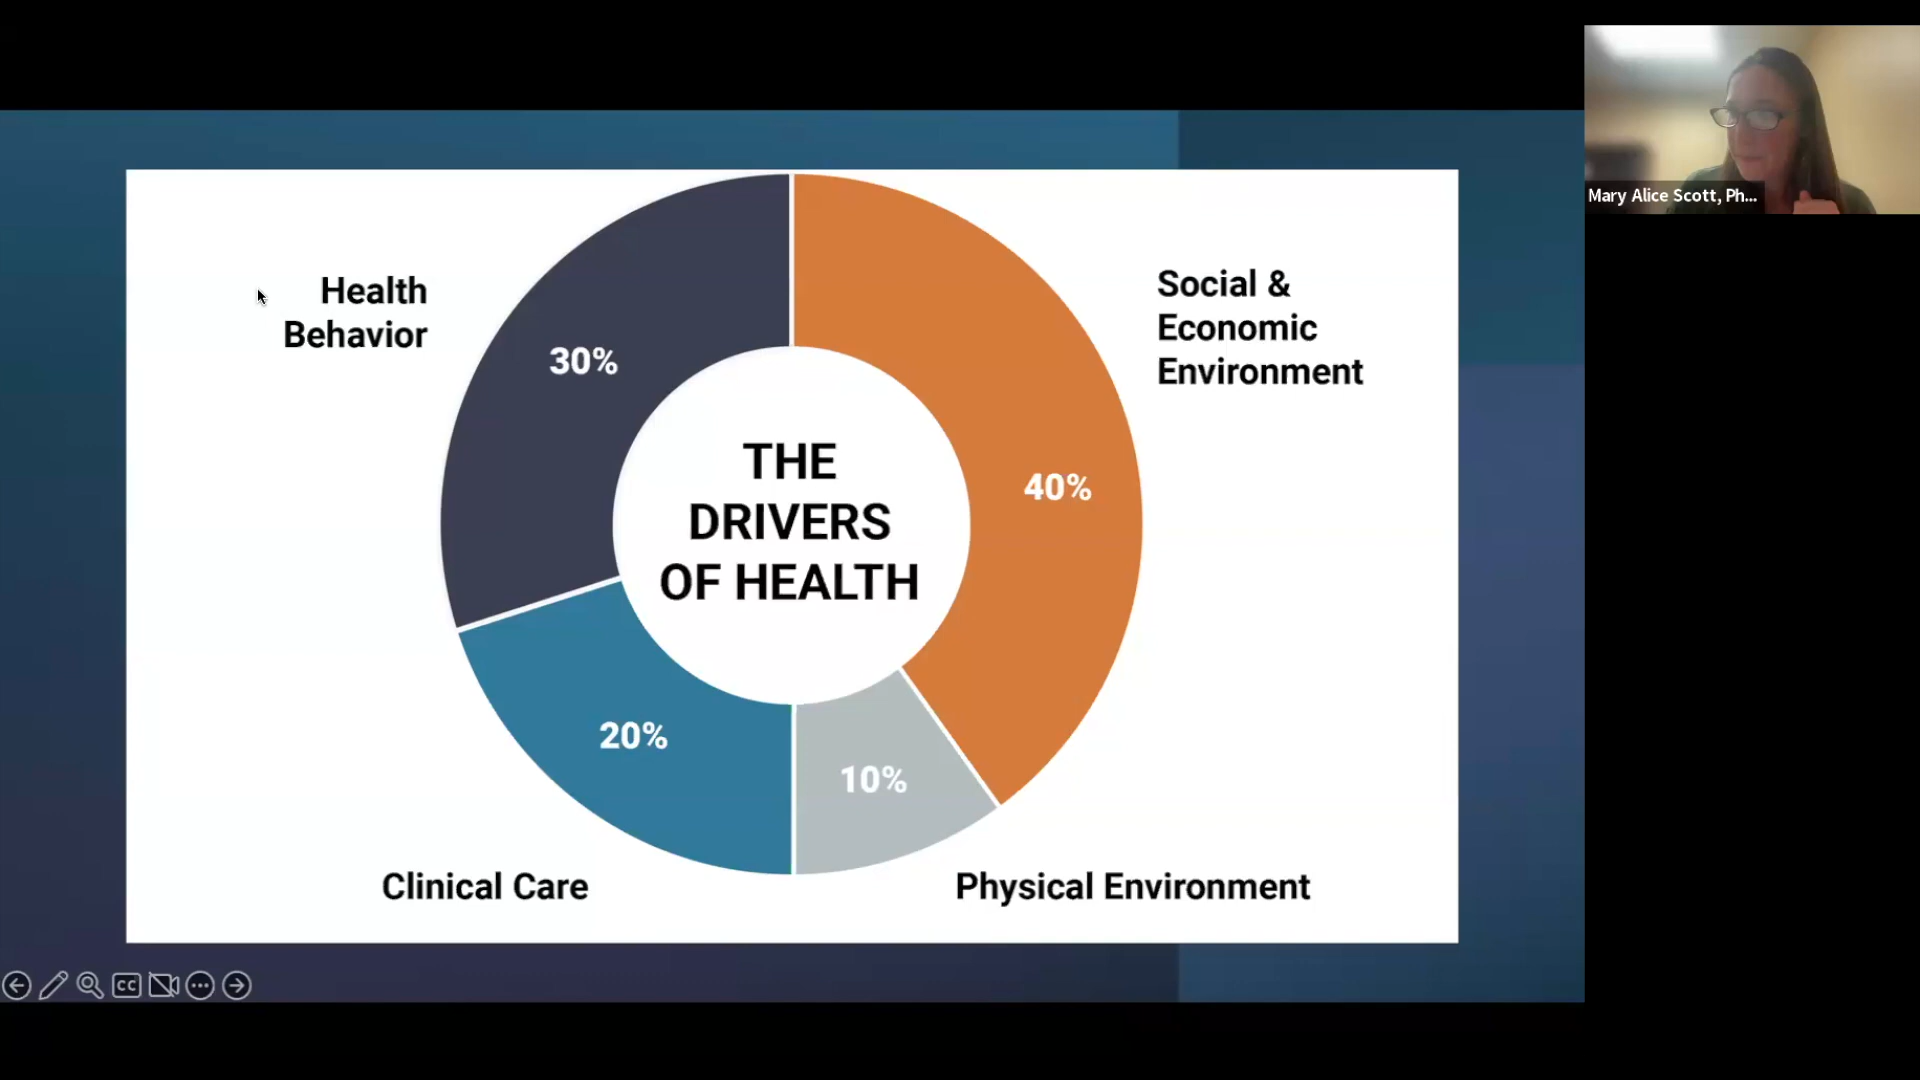 Health
Behavior
30%
Social &
Economic
Environment
40%
THE
DRIVERS
OF HEALTH
20%
10%
Clinical Care
Physical Environment
Mary Alice Scott, Ph...
CC